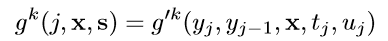 g^k(j, x, s) = g'^k(y_j, y_{j-1}, x, t_j, u_j)